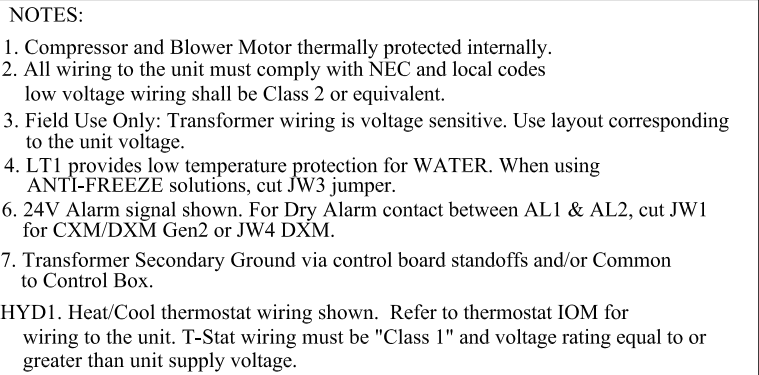 NOTES:
1. Compressor and Blower Motor thermally protected internally.
2. All wiring to the unit must comply with NEC and local codes
low voltage wiring shall be Class 2 or equivalent.
3. Field Use Only: Transformer wiring is voltage sensitive. Use layout corresponding
to the unit voltage.
4. LT1 provides low temperature protection for WATER. When using
ANTI-FREEZE solutions, cut JW3 jumper.
6. 24V Alarm signal shown. For Dry Alarm contact between AL1 & AL2, cut JW1
for CXM/DXM Gen2 or JW4 DXM.
7. Transformer Secondary Ground via control board standoffs and/or Common
to Control Box.
HYD1. Heat/Cool thermostat wiring shown.  Refer to thermostat IOM for
wiring to the unit. T-Stat wiring must be "Class 1" and voltage rating equal to or
greater than unit supply voltage.